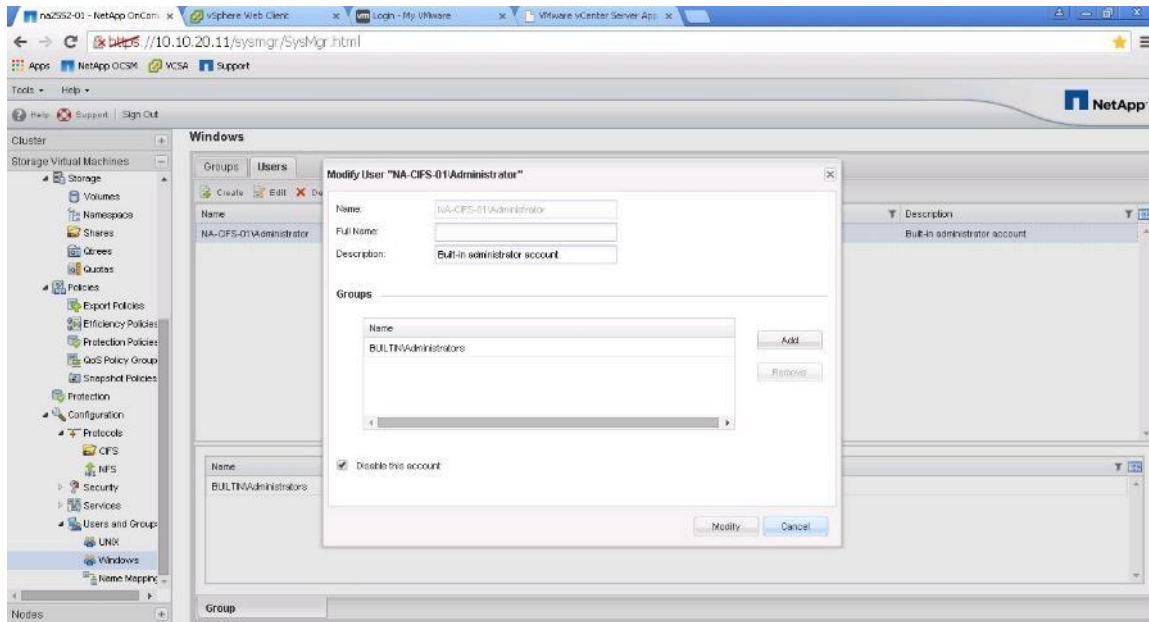 na2552-01 - NetApp OnCom
vSphere Web Client
vm Login - My VMware
VMware vCenter Server App
https://10.10.20.11/sysmgr/SysMgr.html
Apps NetApp OCSM VCSA Support
Tools Help
NetApp
Help Support Sign Out
Cluster
Windows
Storage Virtual Machines
Storage
Volumes
Namespace
Shares
Qtrees
Quotas
Policies
Export Policies
Efficiency Policies
Protection Policies
QoS Policy Group
Snapshot Policies
Protection
Configuration
Protocols
CIFS
NFS
Security
Services
Users and Group
UNIX
Windows
Name Mapping
Nodes
Groups Users
Create Edit De
Name Description
NA-CIFS-01\Administrator Built-in administrator account
Modify User "NA-CIFS-01\Administrator"
Name: NA-CIFS-01\Administrator
Full Name:
Description: Built-in administrator account
Groups
Name
BUILTIN\Administrators
Add
Remove
Disable this account
Modify Cancel
Name
BUILTIN\Administrators
Group